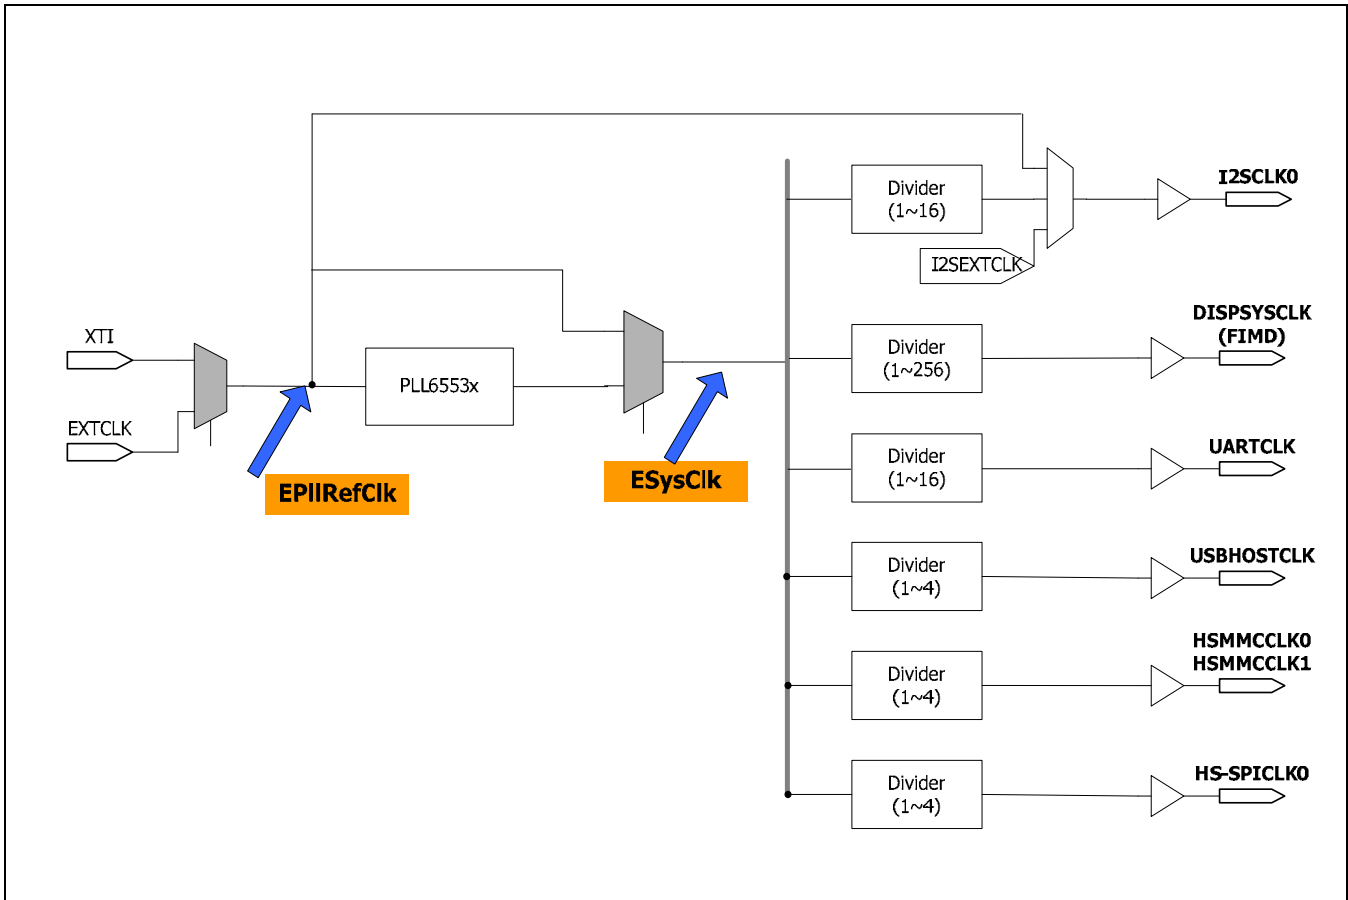 Divider
(1~16)
I2SCLK0
I2SEXTCLK
XTI
EXTCLK
PLL6553x
EPllRefClk
ESysClk
Divider
(1~256)
DISPSYSCLK
(FIMD)
Divider
(1~16)
UARTCLK
Divider
(1~4)
USBHOSTCLK
Divider
(1~4)
HSMMCCLK0
HSMMCCLK1
Divider
(1~4)
HS-SPICLK0